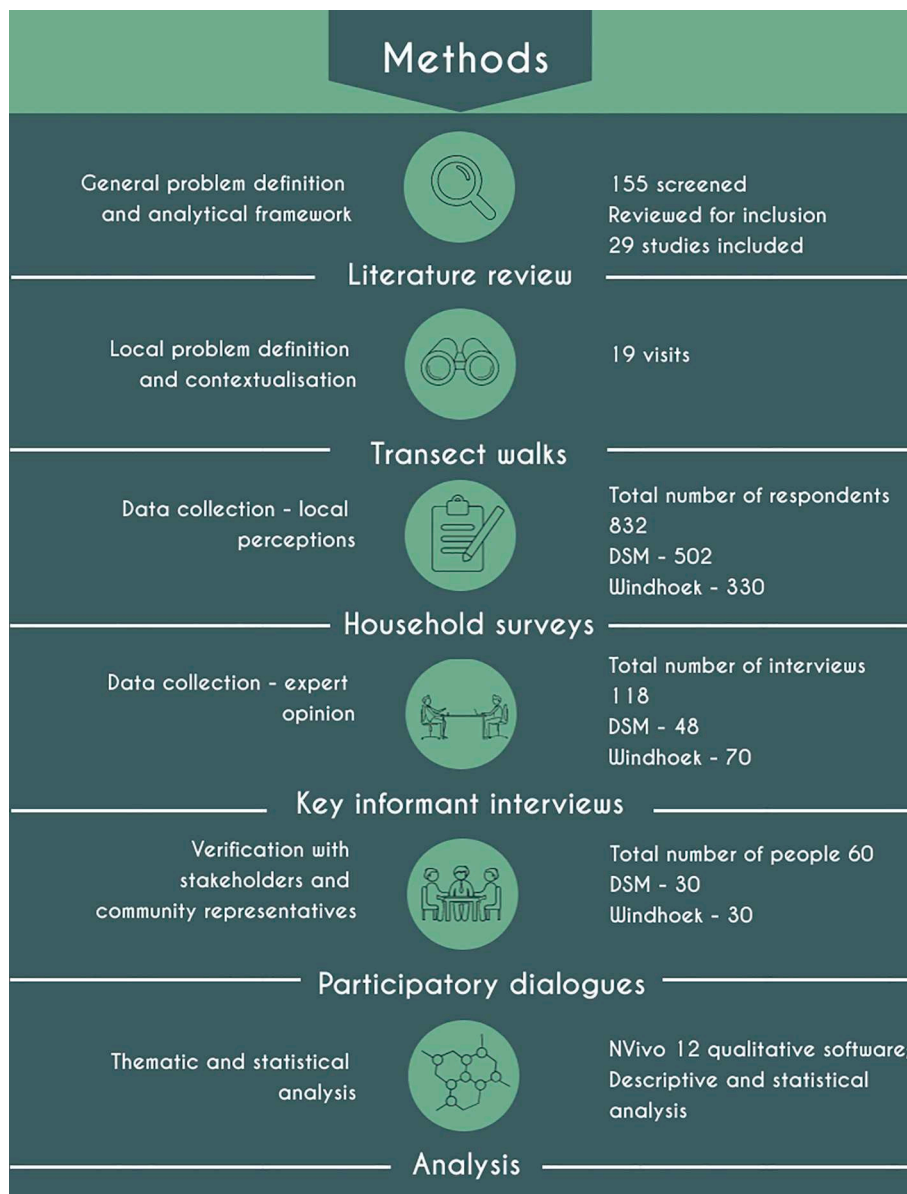 Methods
General problem definition
and analytical framework
155 screened
Reviewed for inclusion
29 studies included
Literature review
Local problem definition
and contextualisation
19 visits
Transect walks
Data collection - local
perceptions
Total number of respondents
832
DSM - 502
Windhoek - 330
Household surveys
Data collection - expert
opinion
Total number of interviews
118
DSM - 48
Windhoek - 70
Key informant interviews
Verification with
stakeholders and
community representatives
Total number of people 60
DSM - 30
Windhoek - 30
Participatory dialogues
Thematic and statistical
analysis
NVivo 12 qualitative software
Descriptive and statistical
analysis
Analysis